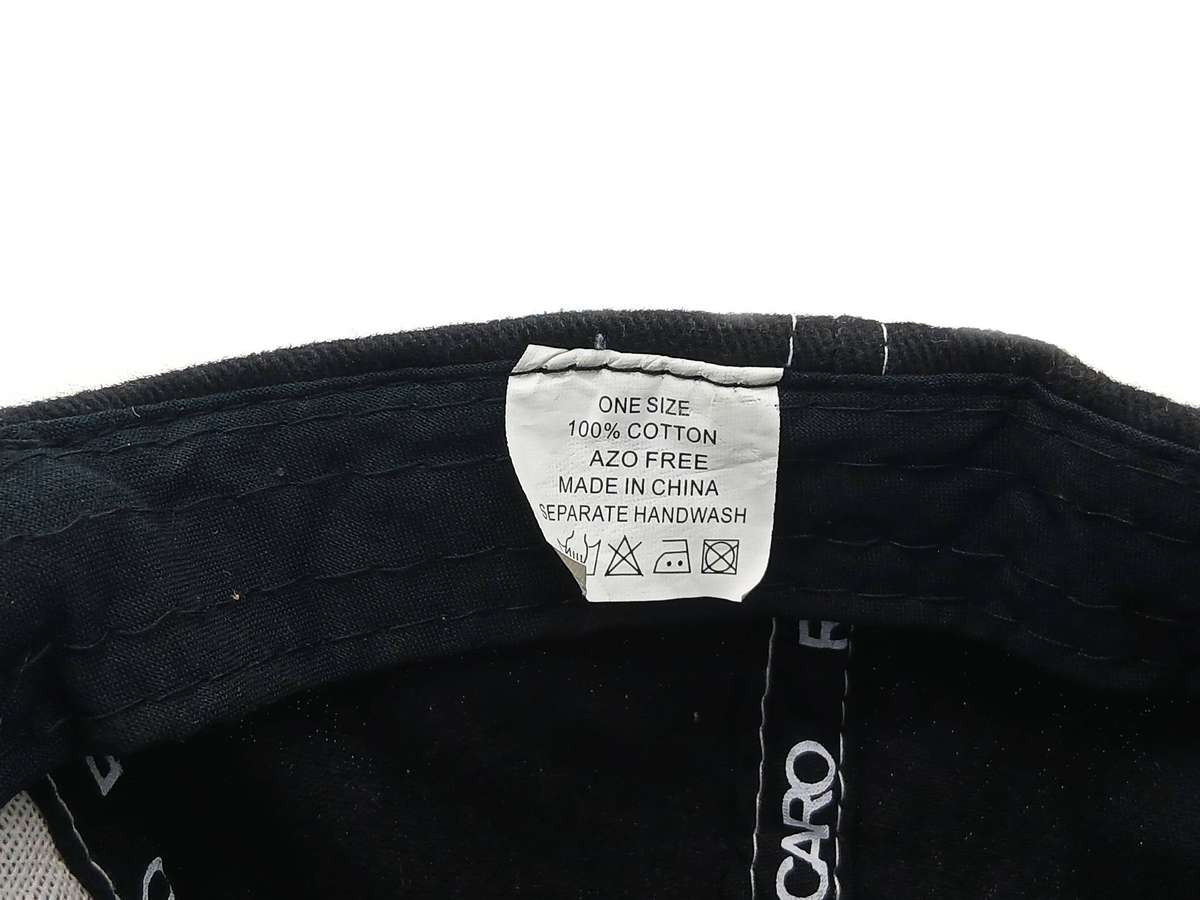 ONE SIZE
100% COTTON
AZO FREE
MADE IN CHINA
SEPARATE HANDWASH
CARO